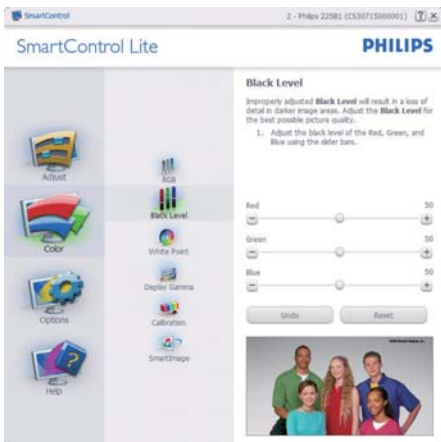 SmartControl
2 - Philips 225B1 (CS30715000001)
SmartControl Lite
PHILIPS
Adjust
Color
Options
Help
RGB
Black Level
White Point
Display Gamma
Calibration
SmartImage
Black Level
Improperly adjusted Black Level will result in a loss of
detail in darker image areas. Adjust the Black Level for
the best possible picture quality.
1. Adjust the black level of the Red, Green, and
Blue using the slider bars.
Red 50
Green 50
Blue 50
Undo Reset